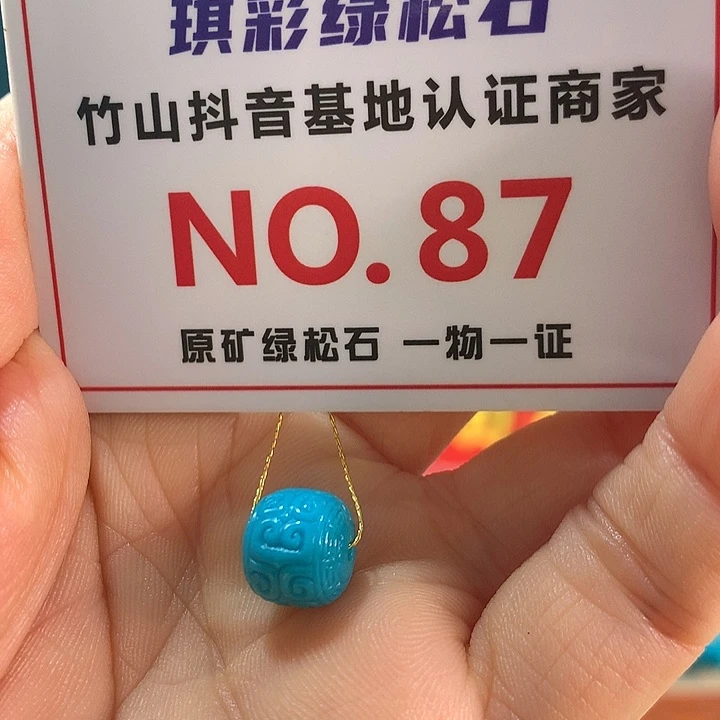 琪彩绿松石
竹山抖音基地认证商家
NO.87
原矿绿松石 一物一证